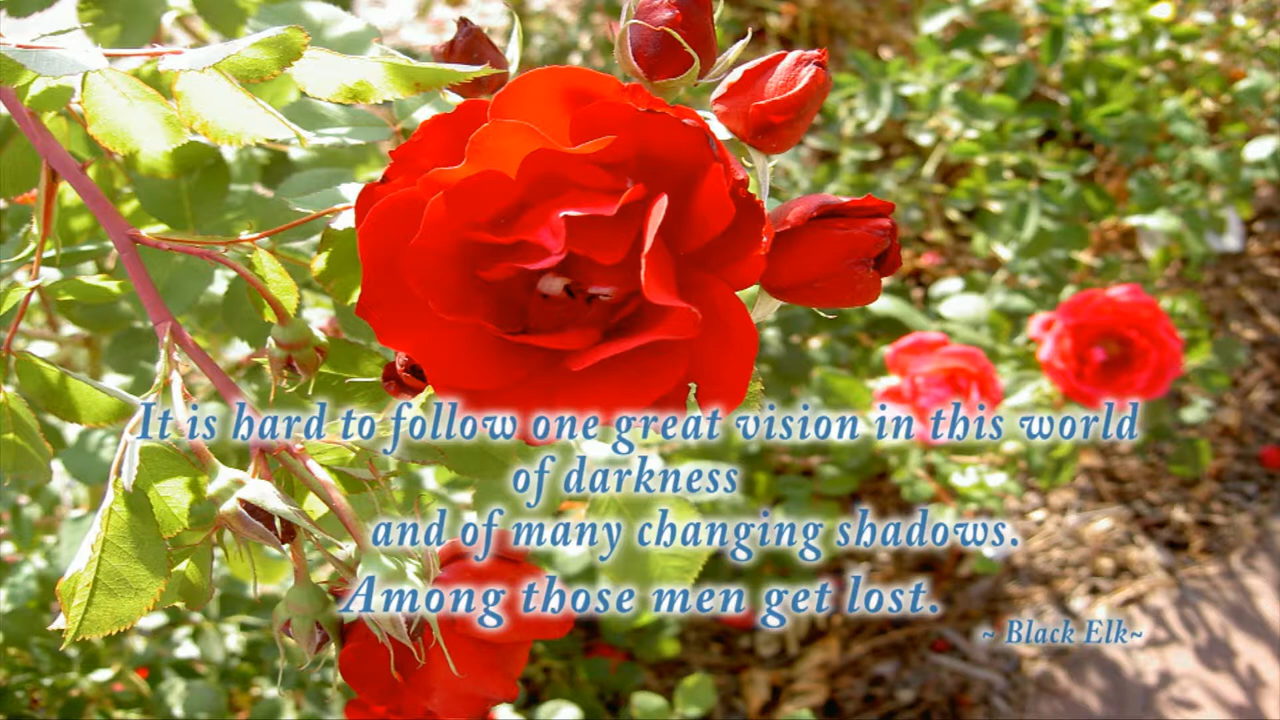 It is hard to follow one great vision in this world
of darkness
and of many changing shadows.
Among those men get lost.
~ Black Elk~